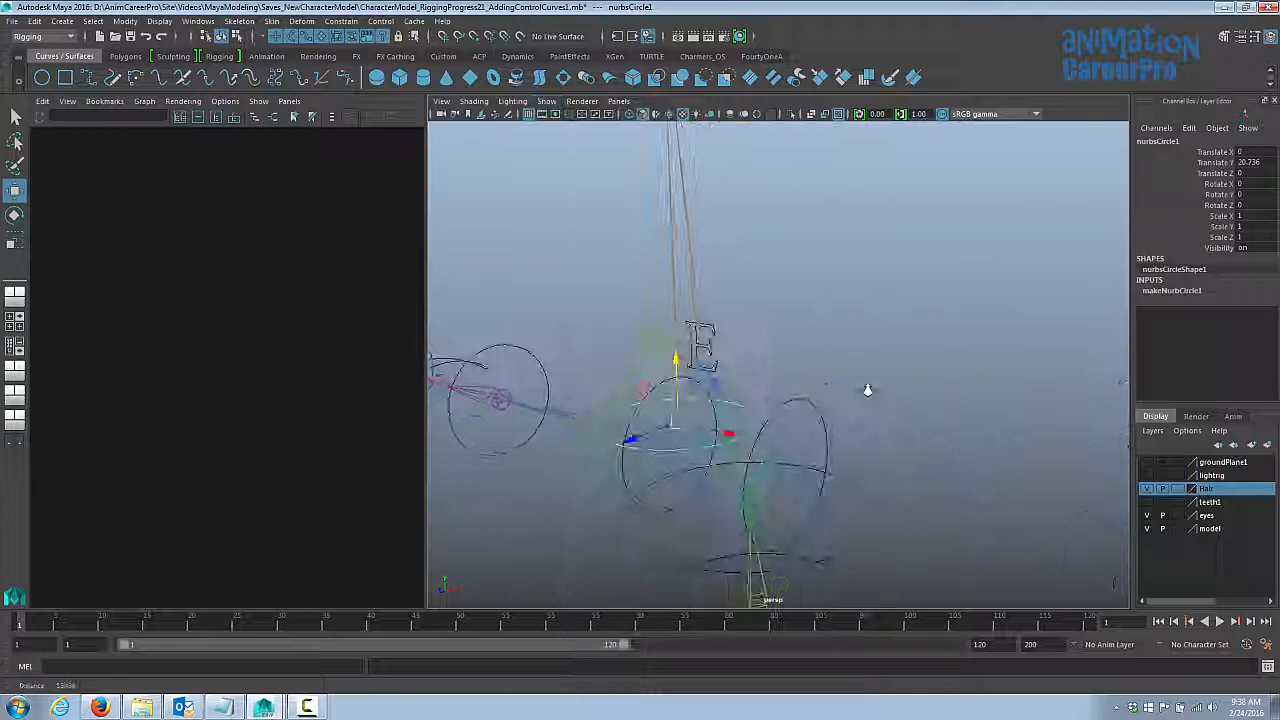 Autodesk Maya 2016: D:\AnimCareerPro\Site\Videos\MayaModeling\Saves_NewCharacterModel\CharacterModel_RiggingProgress21_AddingControlCurves1.mb* --- nurbsCircle1
File Edit Create Select Modify Display Windows Skeleton Skin Deform Constrain Control Cache Help
Rigging
No Live Surface
ANIMATION
CAREERPRO
Curves / Surfaces Polygons Sculpting Rigging Animation Rendering FX FX Caching Custom ACP Dynamics PaintEffects XGen TURTLE Charmers_OS FourtyOneA
Edit View Bookmarks Graph Rendering Options Show Panels
View Shading Lighting Show Renderer Panels
Channel Box / Layer Editor
0.00 1.00 sRGB gamma
Channels Edit Object Show
nurbsCircle1
Translate X 0
Translate Y 20.736
Translate Z 0
Rotate X 0
Rotate Y 0
Rotate Z 0
Scale X 1
Scale Y 1
Scale Z 1
Visibility on
SHAPES
nurbsCircleShape1
INPUTS
makeNurbCircle1
E
Display Render Anim
Layers Options Help
groundPlane1
lightrig
V P Hair
teeth1
V P eyes
V P model
persp
1 1 1 120 120 200 No Anim Layer No Character Set
MEL
Distance
9:38 AM
2/24/2016